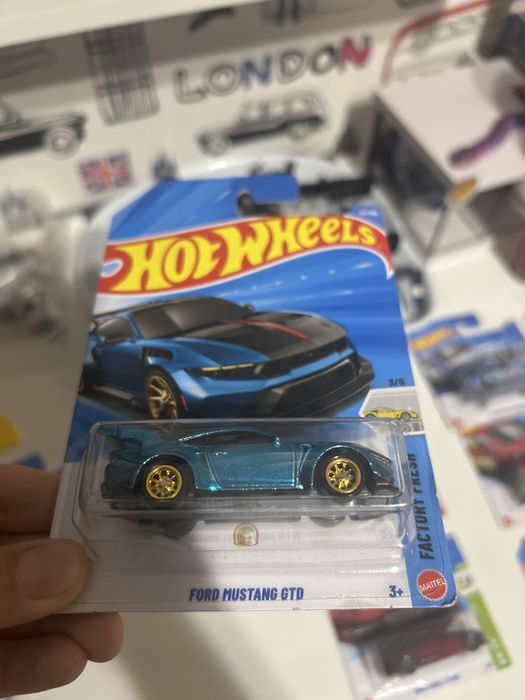 LONDON
HOT WHEELS
3/5
FACTORY FRESH
FORD MUSTANG GTD
3+
MATTEL